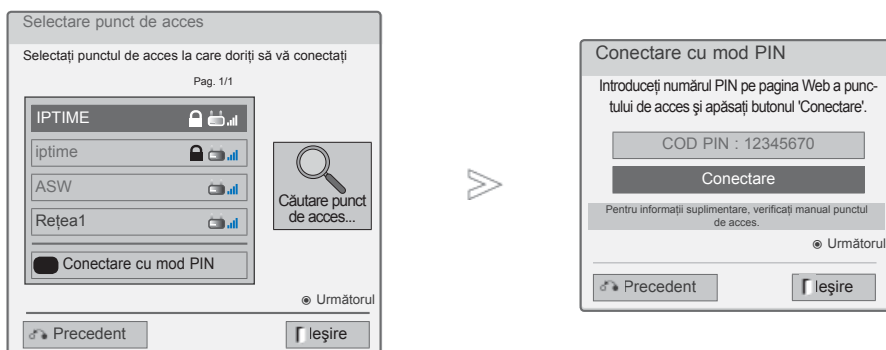 Selectare punct de acces
Selectați punctul de acces la care doriți să vă conectați
Pag. 1/1
IPTIME
iptime
ASW
Rețea1
Conectare cu mod PIN
Căutare punct
de acces...
Următorul
Precedent
Ieşire
Conectare cu mod PIN
Introduceți numărul PIN pe pagina Web a punc-
tului de acces şi apăsați butonul 'Conectare'.
COD PIN : 12345670
Conectare
Pentru informații suplimentare, verificați manual punctul
de acces.
Următorul
Precedent
Ieşire